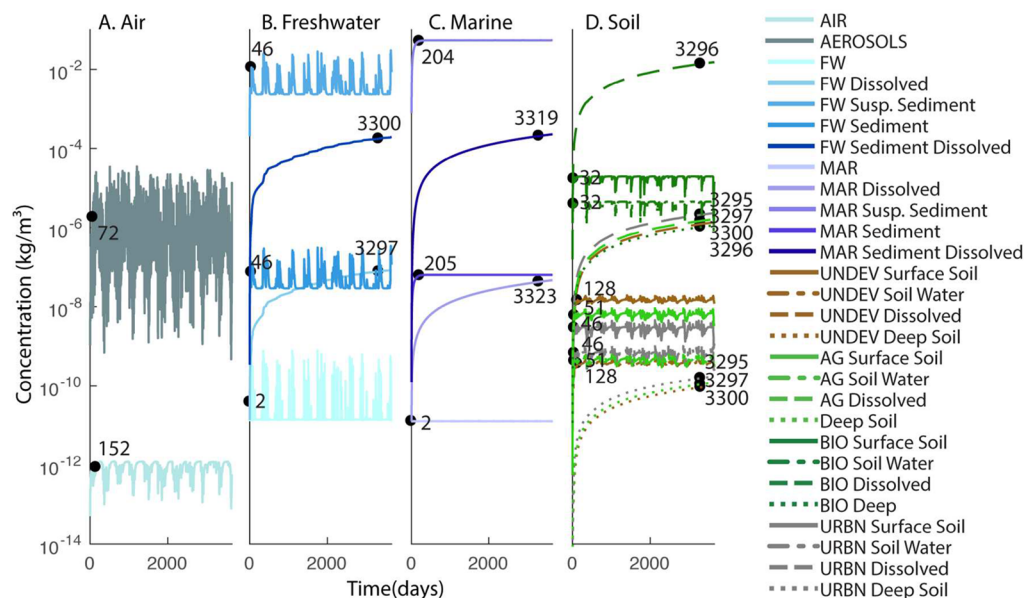 A. Air
B. Freshwater
C. Marine
D. Soil
Concentration (kg/m³)
10⁻²
10⁻⁴
10⁻⁶
10⁻⁸
10⁻¹⁰
10⁻¹²
10⁻¹⁴
72
152
46
3300
46
3297
2
204
3319
205
3323
2
3296
32
32
3295
3297
3300
3296
128
51
46
46
51
128
3295
3297
3300
0 2000
0 2000
0 2000
0 2000
Time(days)
AIR
AEROSOLS
FW
FW Dissolved
FW Susp. Sediment
FW Sediment
FW Sediment Dissolved
MAR
MAR Dissolved
MAR Susp. Sediment
MAR Sediment
MAR Sediment Dissolved
UNDEV Surface Soil
UNDEV Soil Water
UNDEV Dissolved
UNDEV Deep Soil
AG Surface Soil
AG Soil Water
AG Dissolved
Deep Soil
BIO Surface Soil
BIO Soil Water
BIO Dissolved
BIO Deep
URBN Surface Soil
URBN Soil Water
URBN Dissolved
URBN Deep Soil